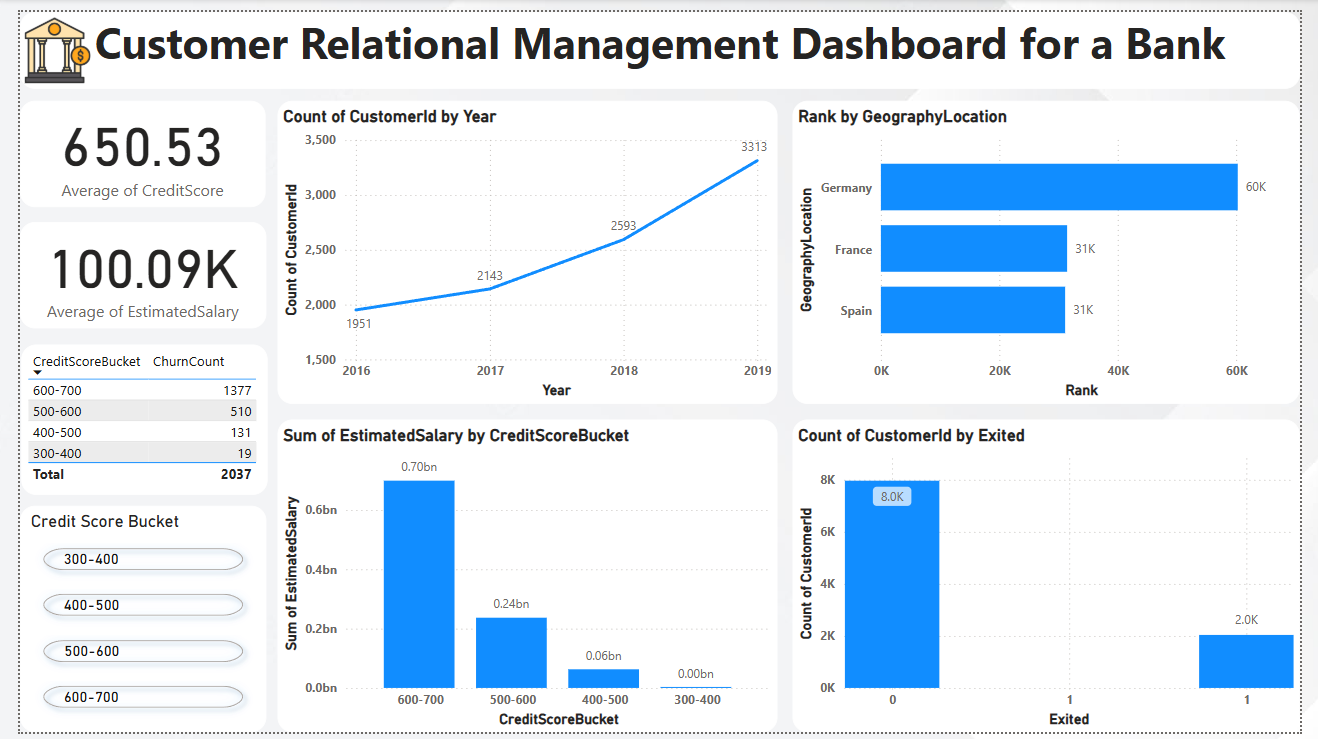 Customer Relational Management Dashboard for a Bank
650.53
Average of CreditScore
100.09K
Average of EstimatedSalary
CreditScoreBucket ChurnCount
600-700 1377
500-600 510
400-500 131
300-400 19
Total 2037
Credit Score Bucket
300-400
400-500
500-600
600-700
Count of CustomerId by Year
Count of CustomerId
3,500
3,000
2,500
2,000
1,500
1951
2143
2593
3313
2016 2017 2018 2019
Year
Rank by GeographyLocation
GeographyLocation
Germany 60K
France 31K
Spain 31K
0K 20K 40K 60K
Rank
Sum of EstimatedSalary by CreditScoreBucket
Sum of EstimatedSalary
0.6bn
0.4bn
0.2bn
0.0bn
0.70bn
0.24bn
0.06bn
0.00bn
600-700 500-600 400-500 300-400
CreditScoreBucket
Count of CustomerId by Exited
Count of CustomerId
8K
6K
4K
2K
0K
8.0K
2.0K
0 1 1
Exited